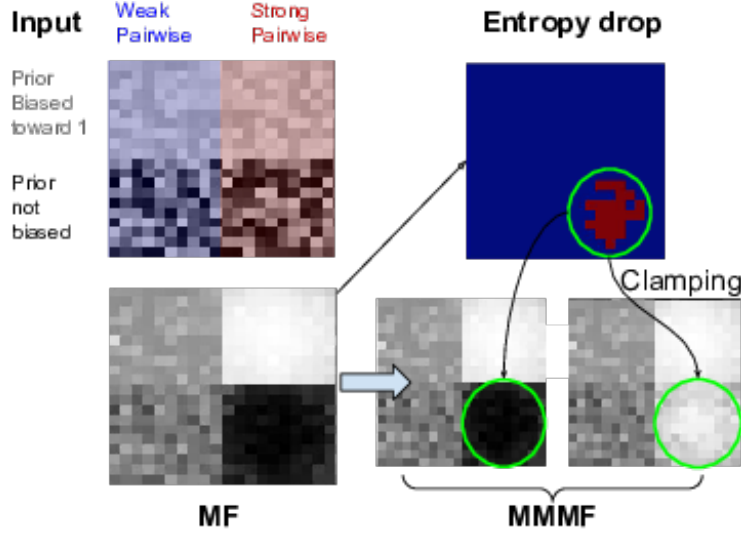 Input
Weak
Pairwise
Strong
Pairwise
Entropy drop
Prior
Biased
toward 1
Prior
not
biased
Clamping
MF
MMMF